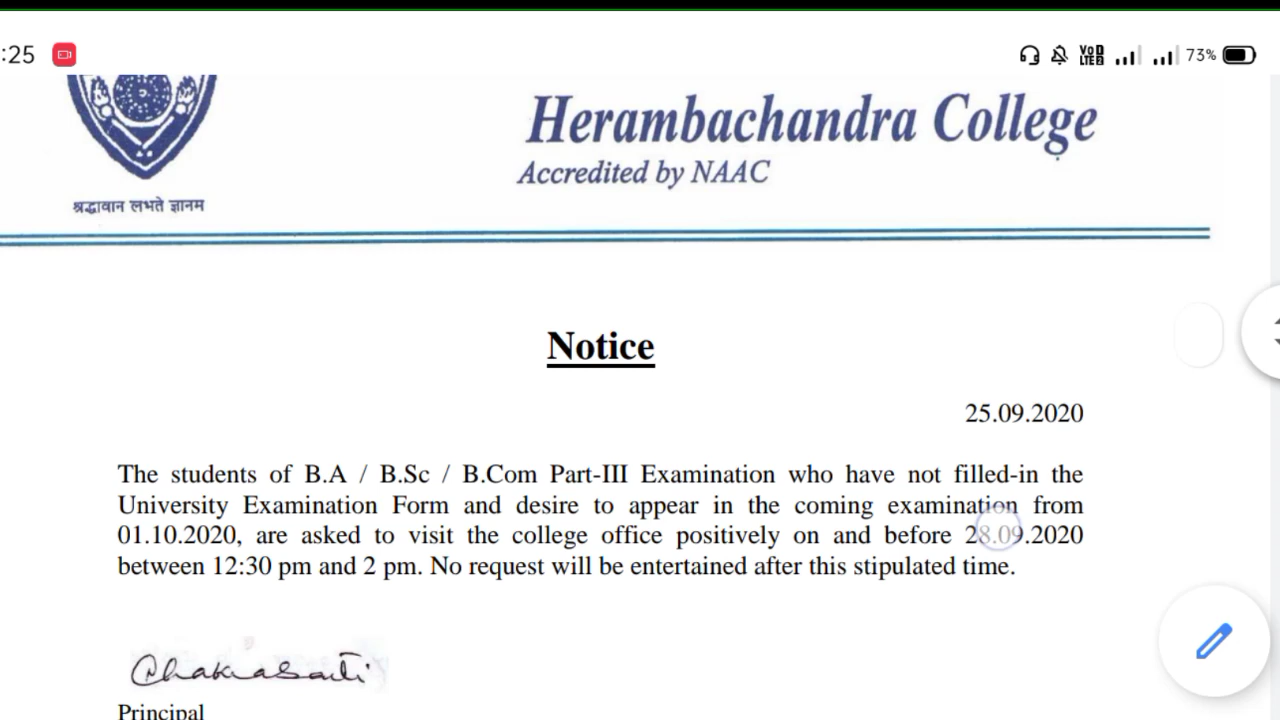 :25
VoD LTE2 73%
Herambachandra College
Accredited by NAAC
श्रद्धावान लभते ज्ञानम
Notice
25.09.2020
The students of B.A / B.Sc / B.Com Part-III Examination who have not filled-in the
University Examination Form and desire to appear in the coming examination from
01.10.2020, are asked to visit the college office positively on and before 28.09.2020
between 12:30 pm and 2 pm. No request will be entertained after this stipulated time.
Principal